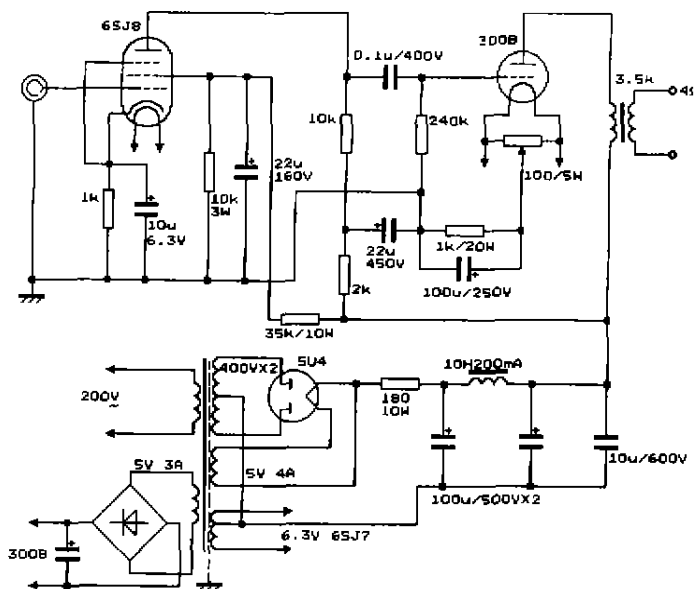 6SJ8
300B
0.1u/400V
3.5k
10k
240k
100/5W
22u
160V
10k
3W
1k
10u
6.3V
22u
450V
1k/20W
100u/250V
2k
35k/10W
400VX2
5U4
10H200mA
200V
~
180
10W
5V 3A
5V 4A
100u/500VX2
10u/600V
300B
6.3V 6SJ7